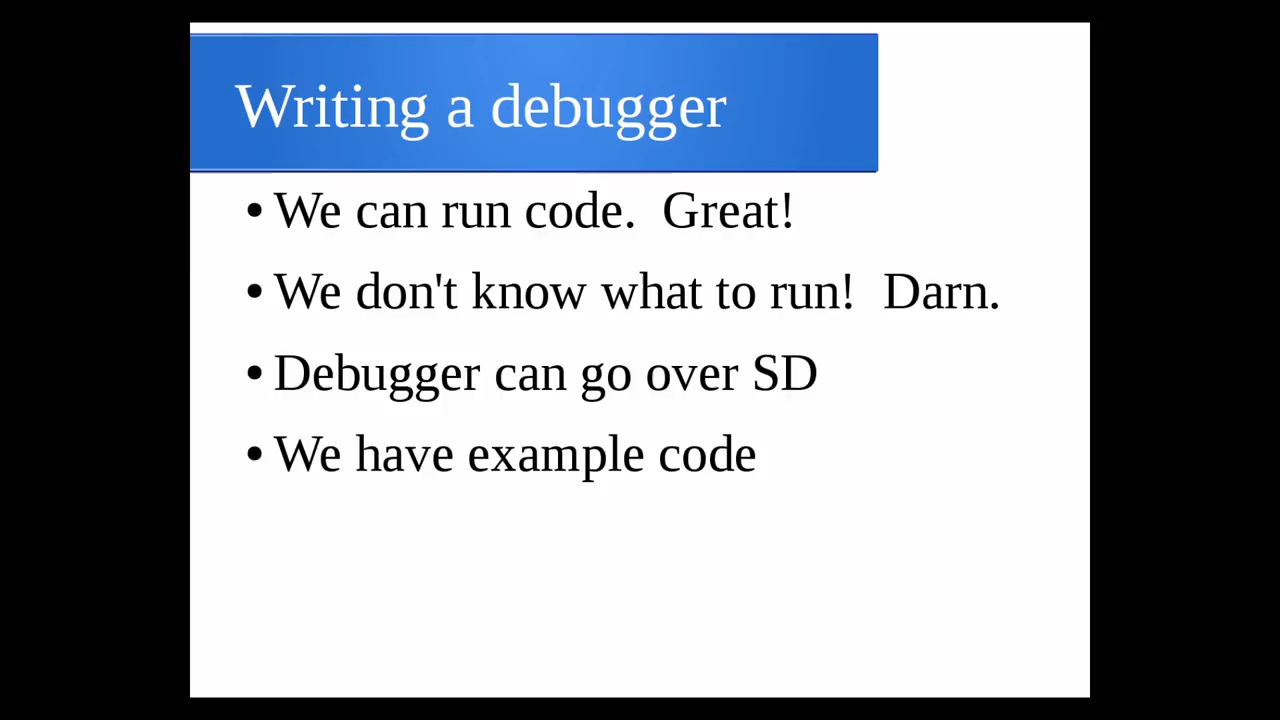 Writing a debugger
• We can run code.  Great!
• We don't know what to run!  Darn.
• Debugger can go over SD
• We have example code